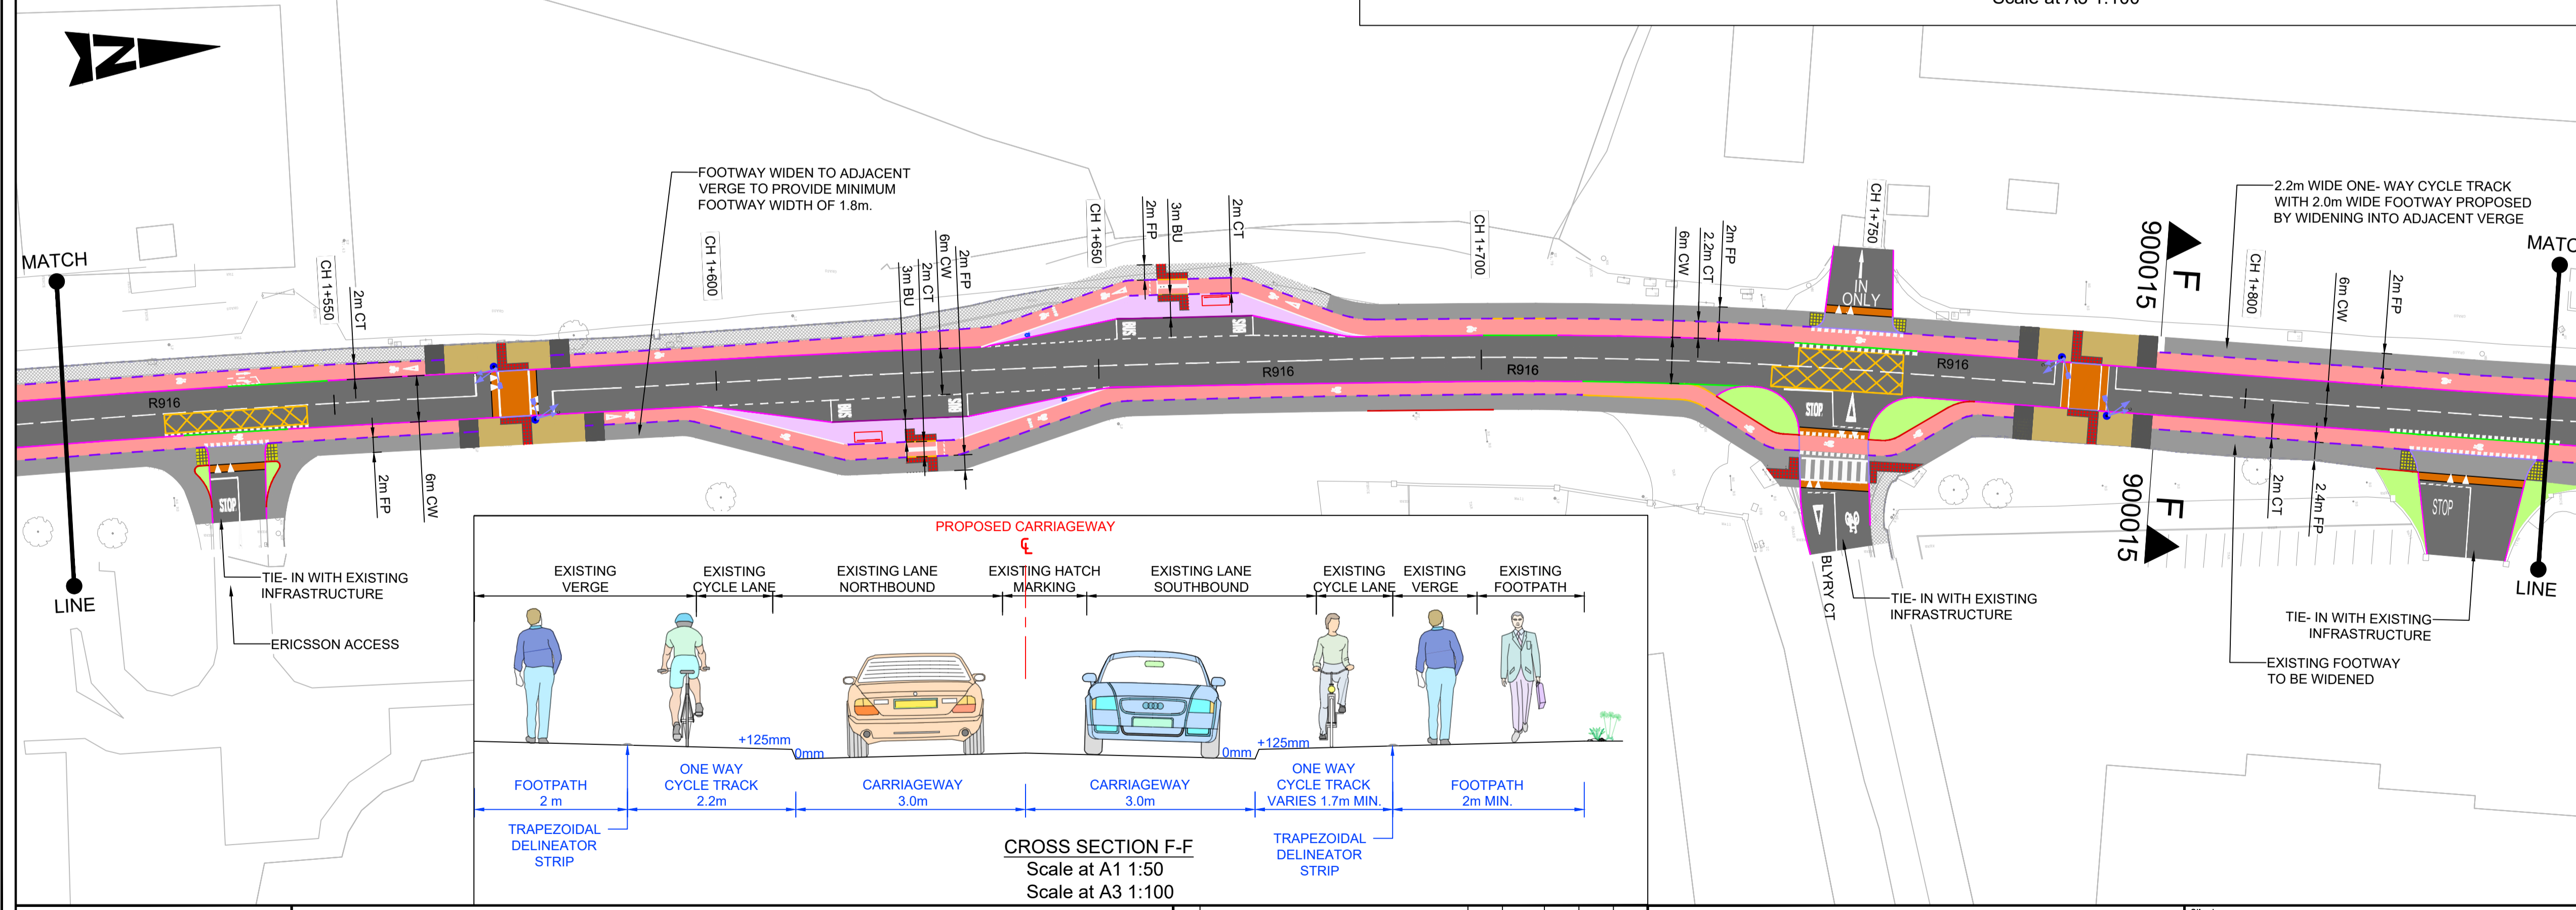 Scale at A3 1:100
N
MATCH
LINE
CH 1+550
2m CT
R916
STOP
2m FP
6m CW
TIE- IN WITH EXISTING
INFRASTRUCTURE
ERICSSON ACCESS
FOOTWAY WIDEN TO ADJACENT
VERGE TO PROVIDE MINIMUM
FOOTWAY WIDTH OF 1.8m.
CH 1+600
3m BU
2m CT
6m CW
2m FP
BUS
BUS
CH 1+650
2m FP
3m BU
2m CT
BUS
BUS
R916
CH 1+700
R916
6m CW
2.2m CT
2m FP
CH 1+750
IN
ONLY
STOP
R916
BLYRY CT
TIE- IN WITH EXISTING
INFRASTRUCTURE
F
900015
F
900015
2.2m WIDE ONE- WAY CYCLE TRACK
WITH 2.0m WIDE FOOTWAY PROPOSED
BY WIDENING INTO ADJACENT VERGE
CH 1+800
6m CW
2m FP
2m CT
2.4m FP
STOP
TIE- IN WITH EXISTING
INFRASTRUCTURE
EXISTING FOOTWAY
TO BE WIDENED
MATC
LINE
PROPOSED CARRIAGEWAY
℄
EXISTING
VERGE
EXISTING
CYCLE LANE
EXISTING LANE
NORTHBOUND
EXISTING HATCH
MARKING
EXISTING LANE
SOUTHBOUND
EXISTING
CYCLE LANE
EXISTING
VERGE
EXISTING
FOOTPATH
+125mm
0mm
0mm
+125mm
FOOTPATH
2 m
ONE WAY
CYCLE TRACK
2.2m
CARRIAGEWAY
3.0m
CARRIAGEWAY
3.0m
ONE WAY
CYCLE TRACK
VARIES 1.7m MIN.
FOOTPATH
2m MIN.
TRAPEZOIDAL
DELINEATOR
STRIP
TRAPEZOIDAL
DELINEATOR
STRIP
CROSS SECTION F-F
Scale at A1 1:50
Scale at A3 1:100